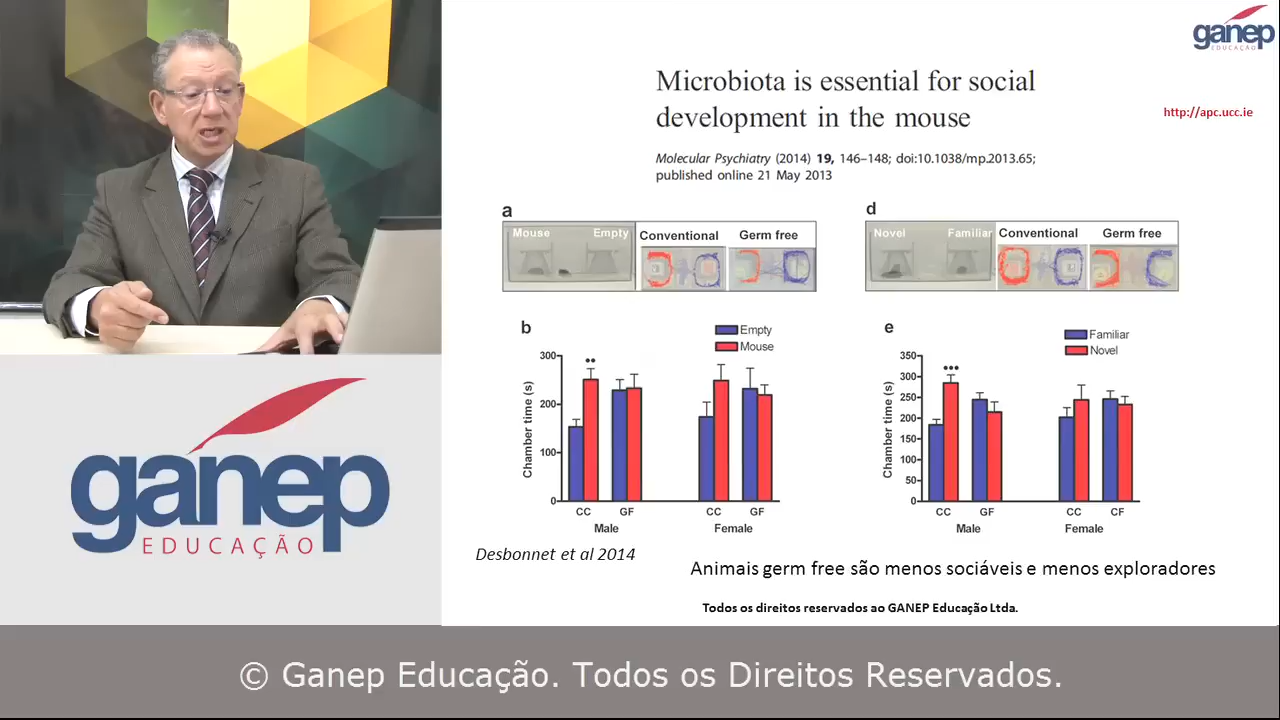 ganep
EDUCAÇÃO
Microbiota is essential for social
development in the mouse
http://apc.ucc.ie
Molecular Psychiatry (2014) 19, 146–148; doi:10.1038/mp.2013.65;
published online 21 May 2013
a
Mouse Empty Conventional Germ free
d
Novel Familiar Conventional Germ free
b
Empty
Mouse
Chamber time (s)
300
200
100
0
CC GF CC GF
Male Female
e
Familiar
Novel
Chamber time (s)
350
300
250
200
150
100
50
0
CC GF CC CF
Male Female
Desbonnet et al 2014
Animais germ free são menos sociáveis e menos exploradores
Todos os direitos reservados ao GANEP Educação Ltda.
ganep
EDUCAÇÃO
© Ganep Educação. Todos os Direitos Reservados.